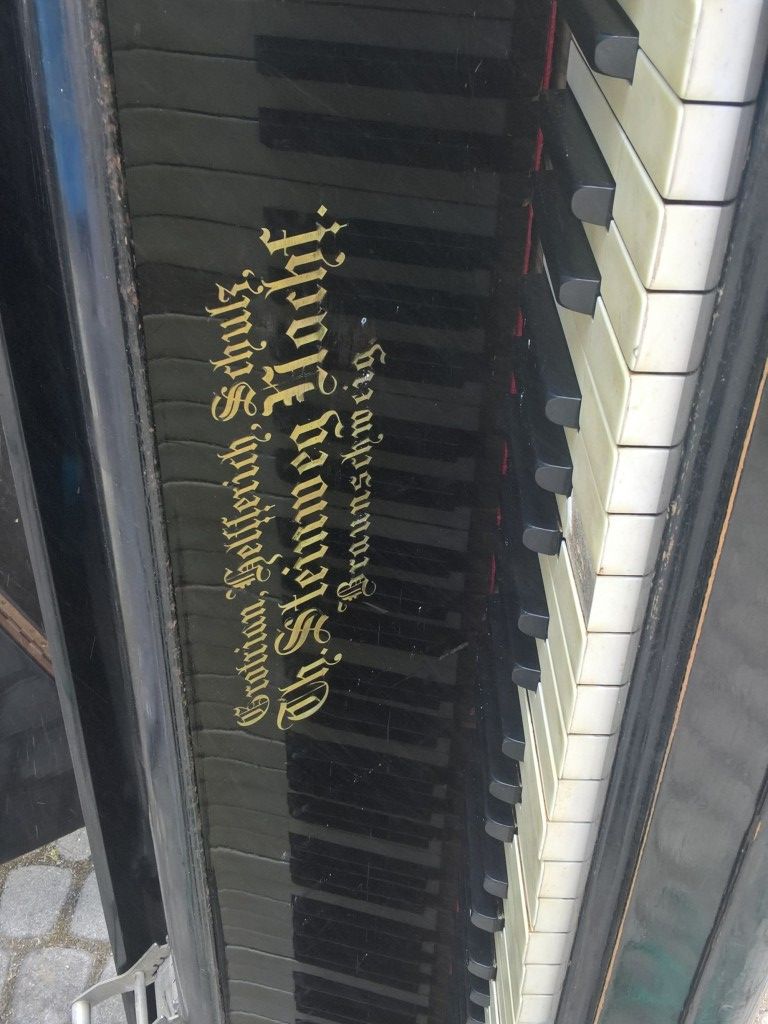 Grotrian, Helfferich, Schulz,
Th. Steinweg Nachf.
Braunschweig.